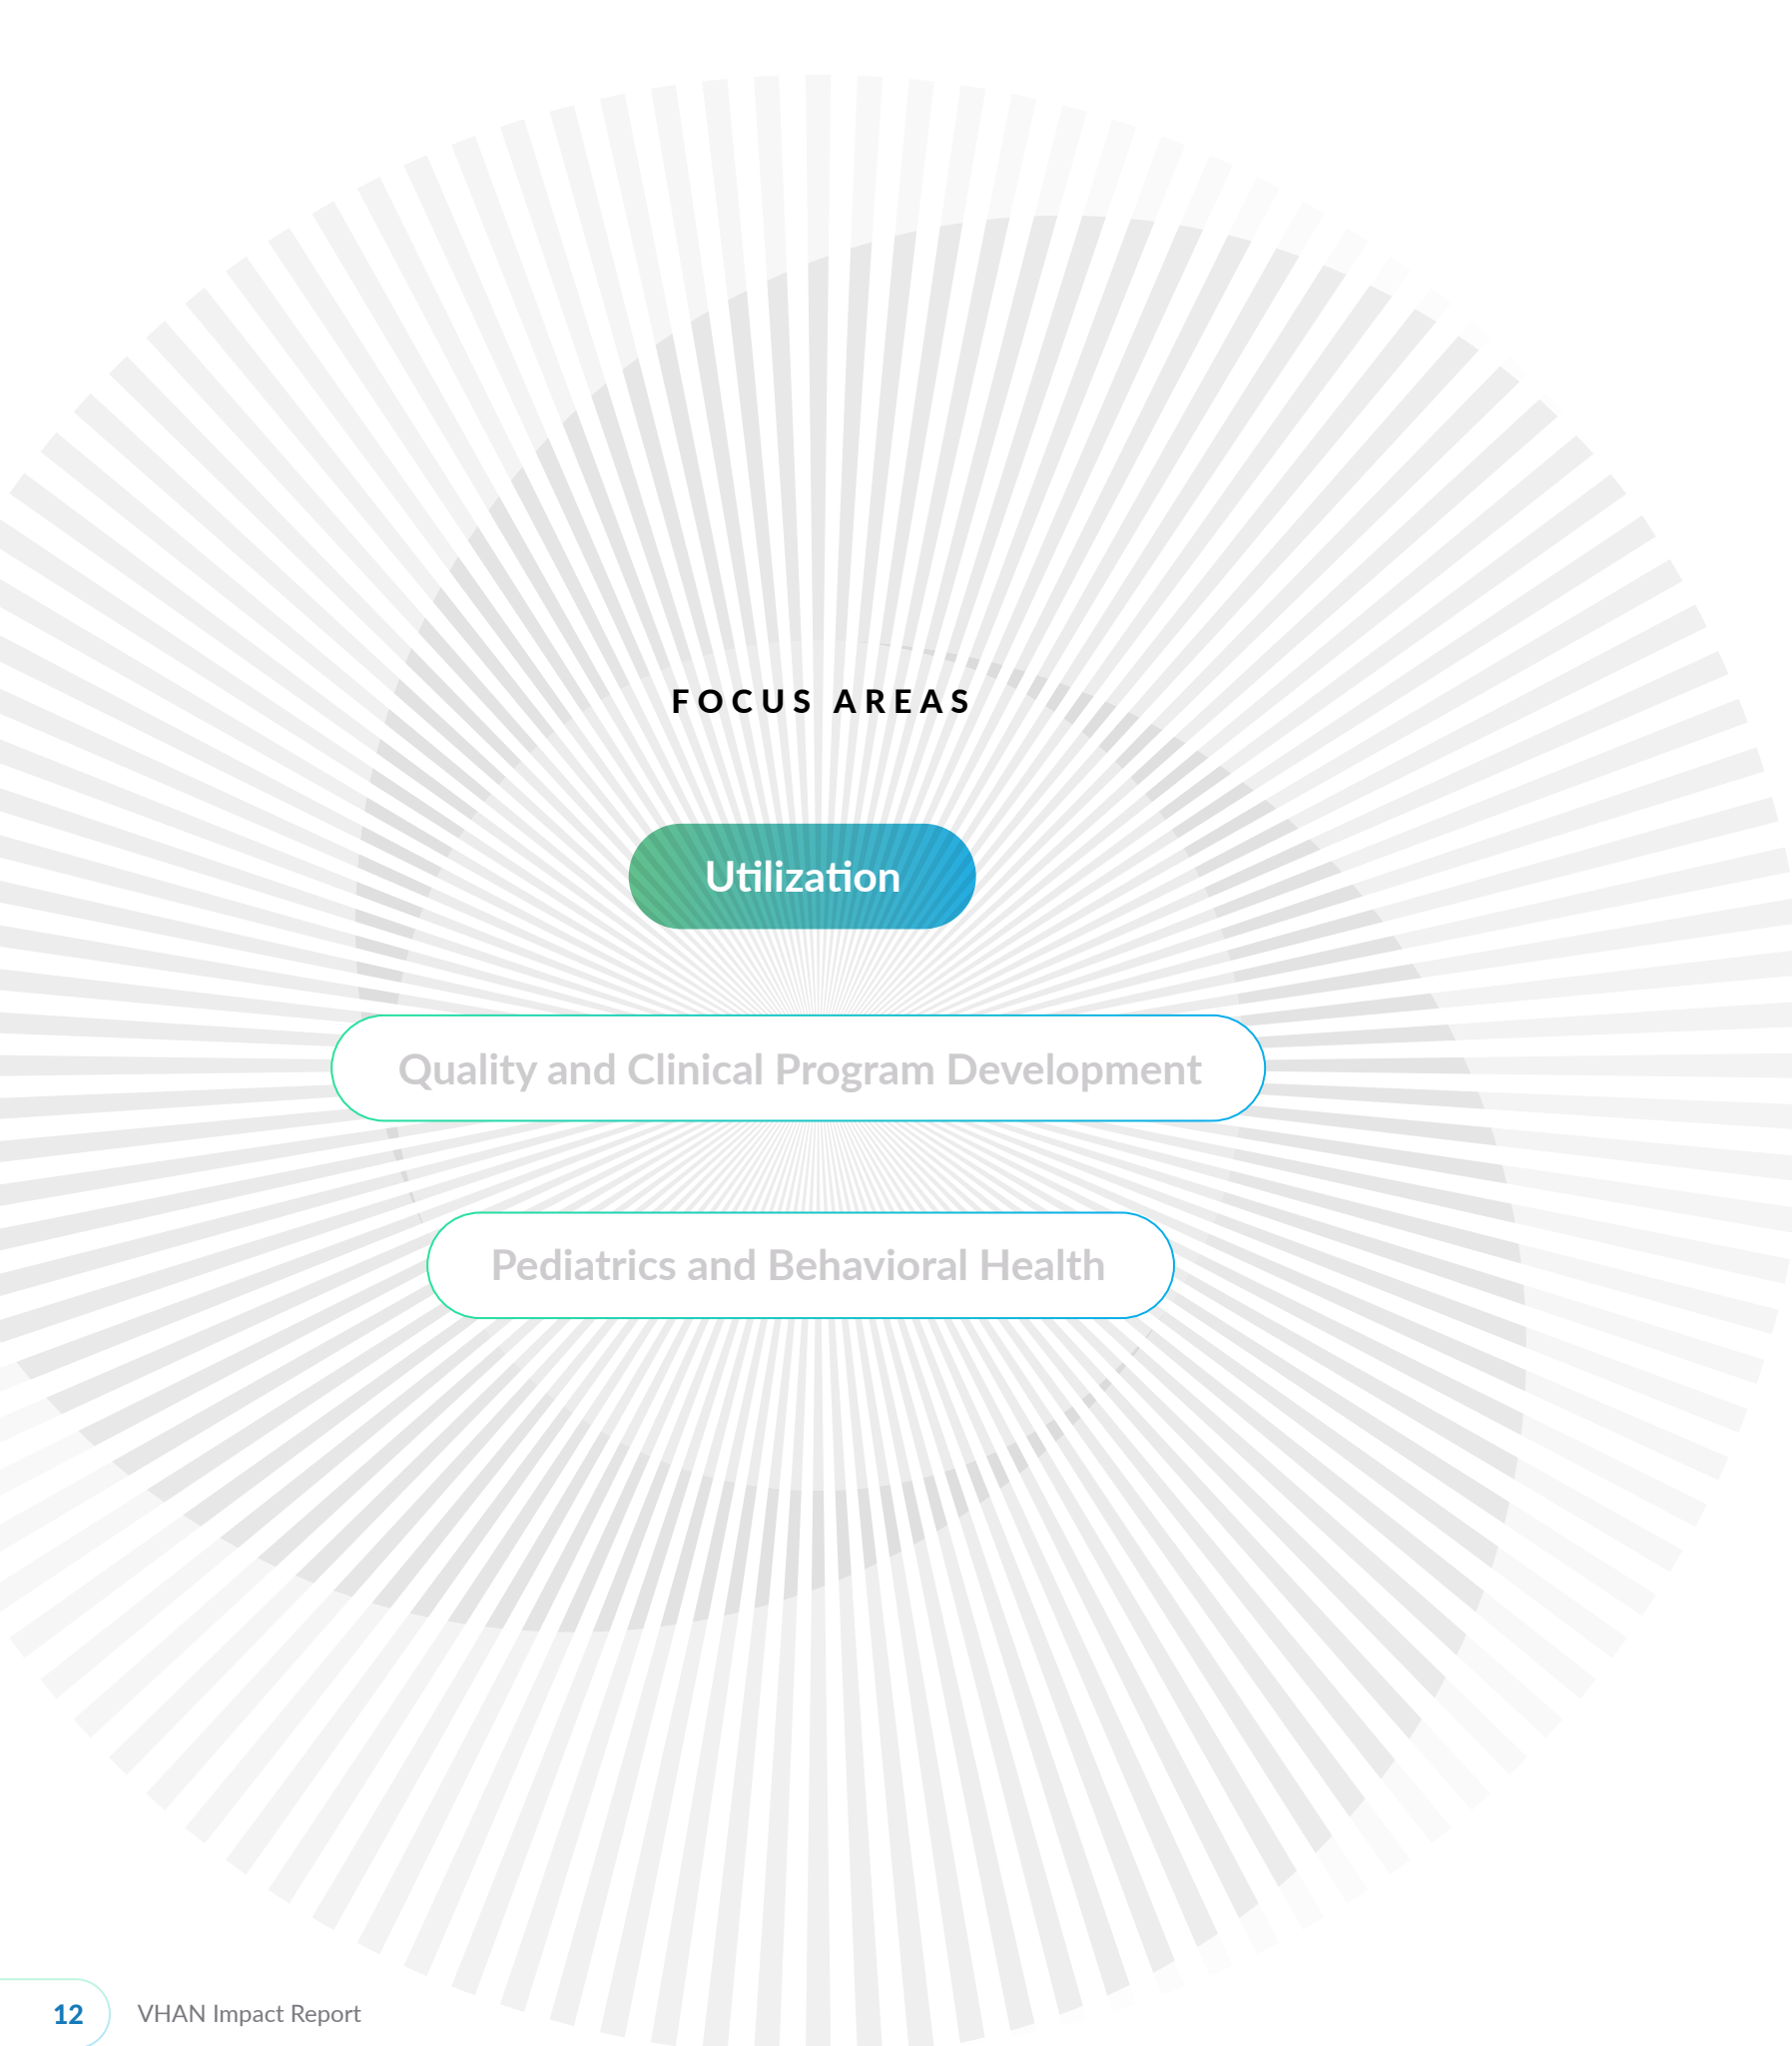 FOCUS AREAS
Utilization
Quality and Clinical Program Development
Pediatrics and Behavioral Health
12 VHAN Impact Report